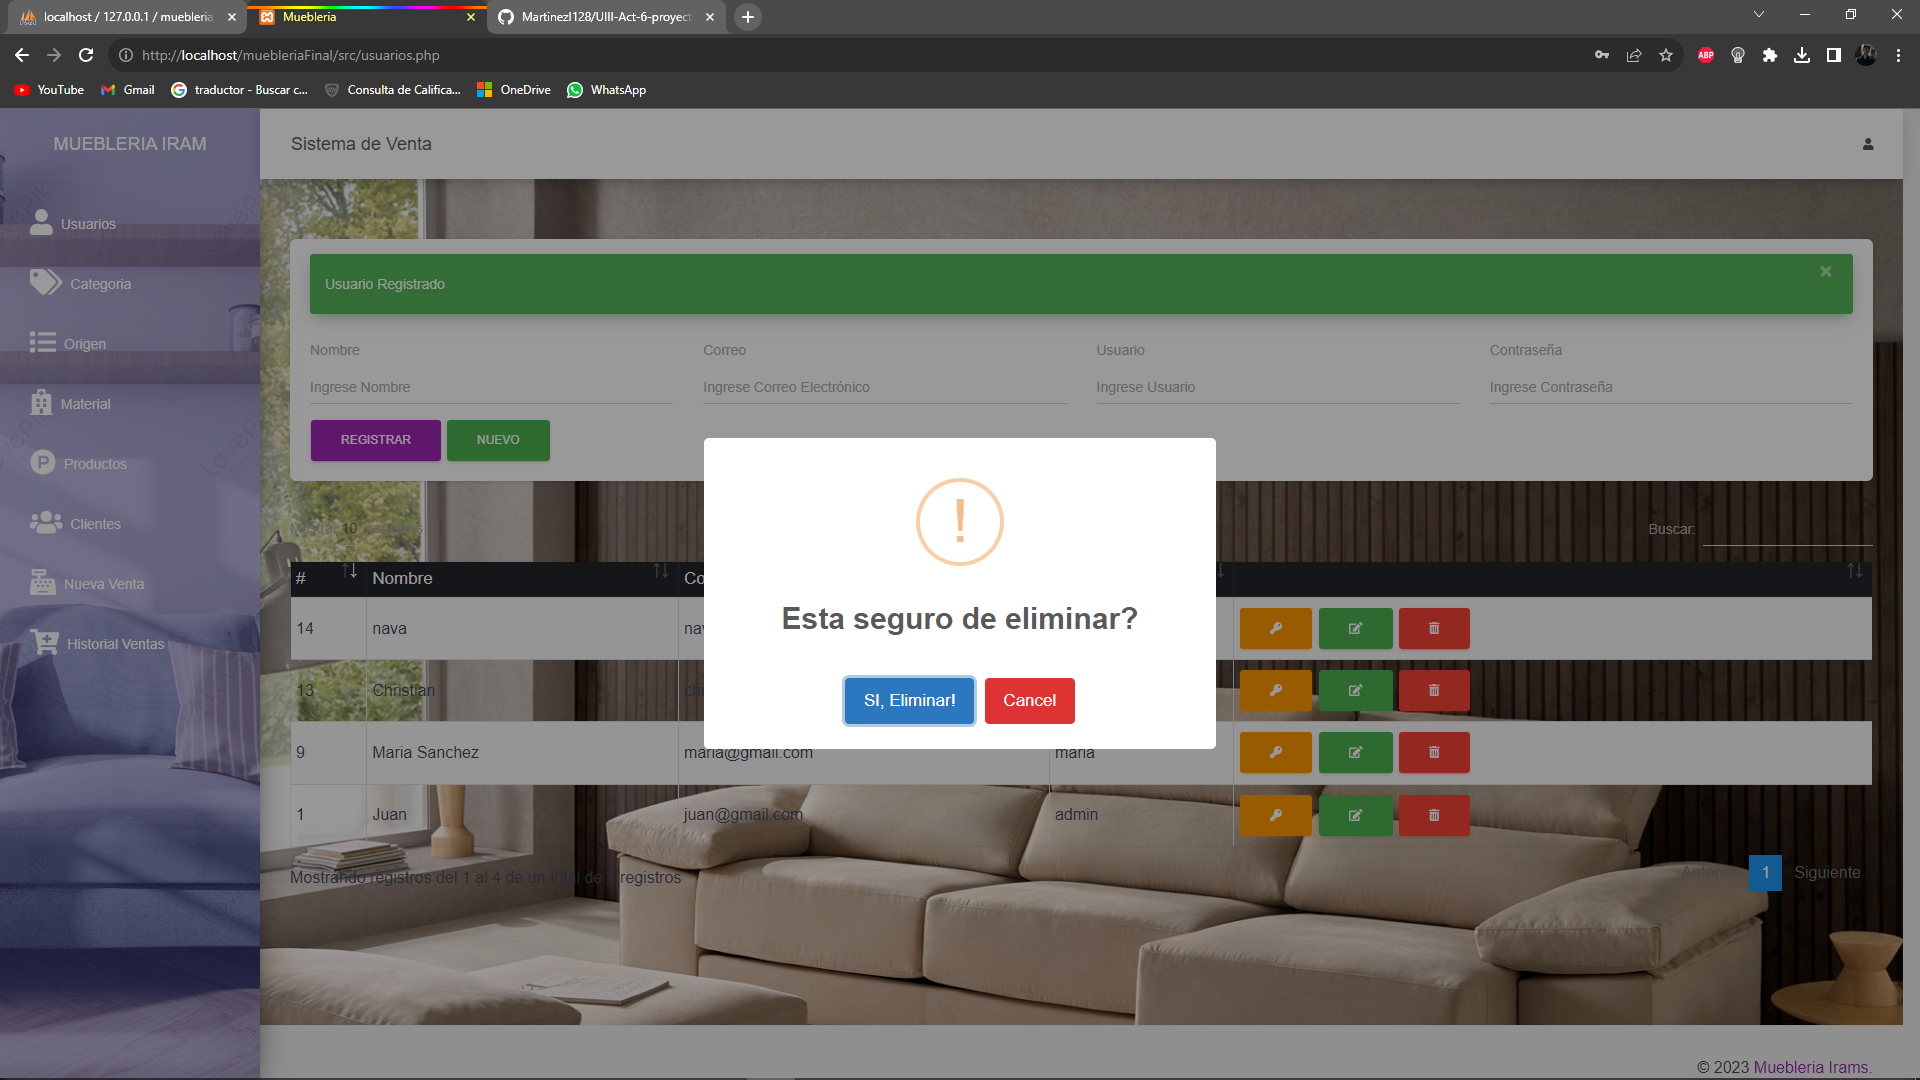 localhost / 127.0.0.1 / muebleria
Muebleria
MartinezI128/UIII-Act-6-proyect
http://localhost/muebleriaFinal/src/usuarios.php
ABP
YouTube
Gmail
traductor - Buscar c...
Consulta de Califica...
OneDrive
WhatsApp
MUEBLERIA IRAM
Sistema de Venta
Usuarios
Categoria
Origen
Material
Productos
Clientes
Nueva Venta
Historial Ventas
Usuario Registrado
Nombre
Correo
Usuario
Contraseña
Ingrese Nombre
Ingrese Correo Electrónico
Ingrese Usuario
Ingrese Contraseña
REGISTRAR
NUEVO
10
Buscar:
# Nombre Co
14 nava na
13 Christian
9 Maria Sanchez maria@gmail.com maria
1 Juan juan@gmail.com admin
!
Esta seguro de eliminar?
SI, Eliminar!
Cancel
Mostrando registros del 1 al 4 de un total de registros
Anterior 1 Siguiente
© 2023 Muebleria Irams.